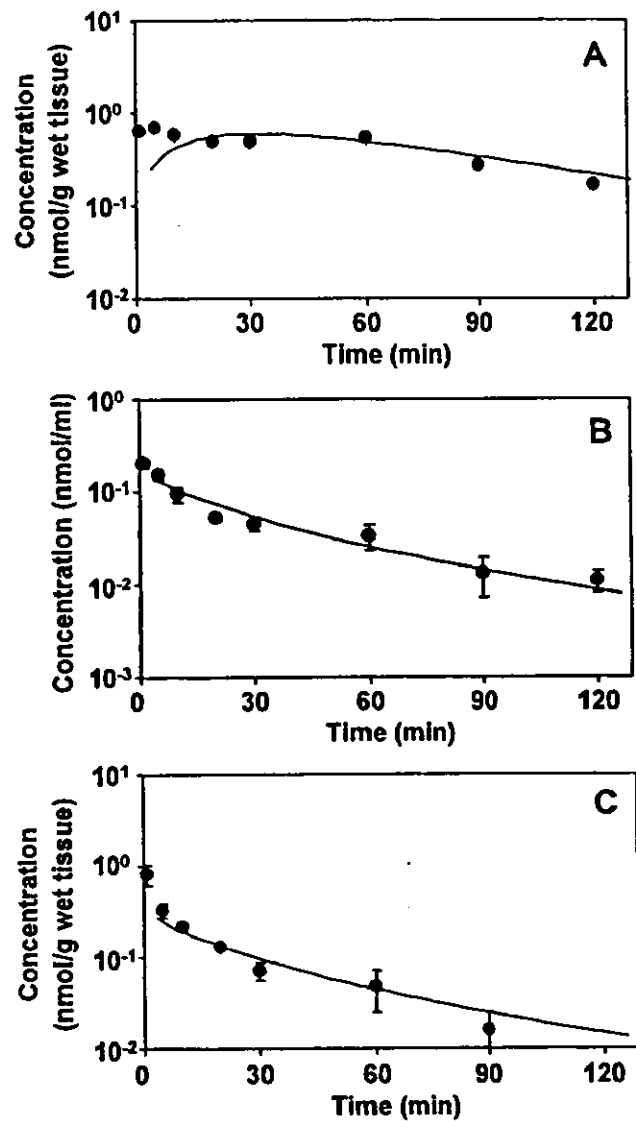 A
Concentration
(nmol/g wet tissue)
10¹
10⁰
10⁻¹
10⁻²
0 30 60 90 120
Time (min)
B
Concentration (nmol/ml)
10⁰
10⁻¹
10⁻²
10⁻³
0 30 60 90 120
Time (min)
C
Concentration
(nmol/g wet tissue)
10¹
10⁰
10⁻¹
10⁻²
0 30 60 90 120
Time (min)